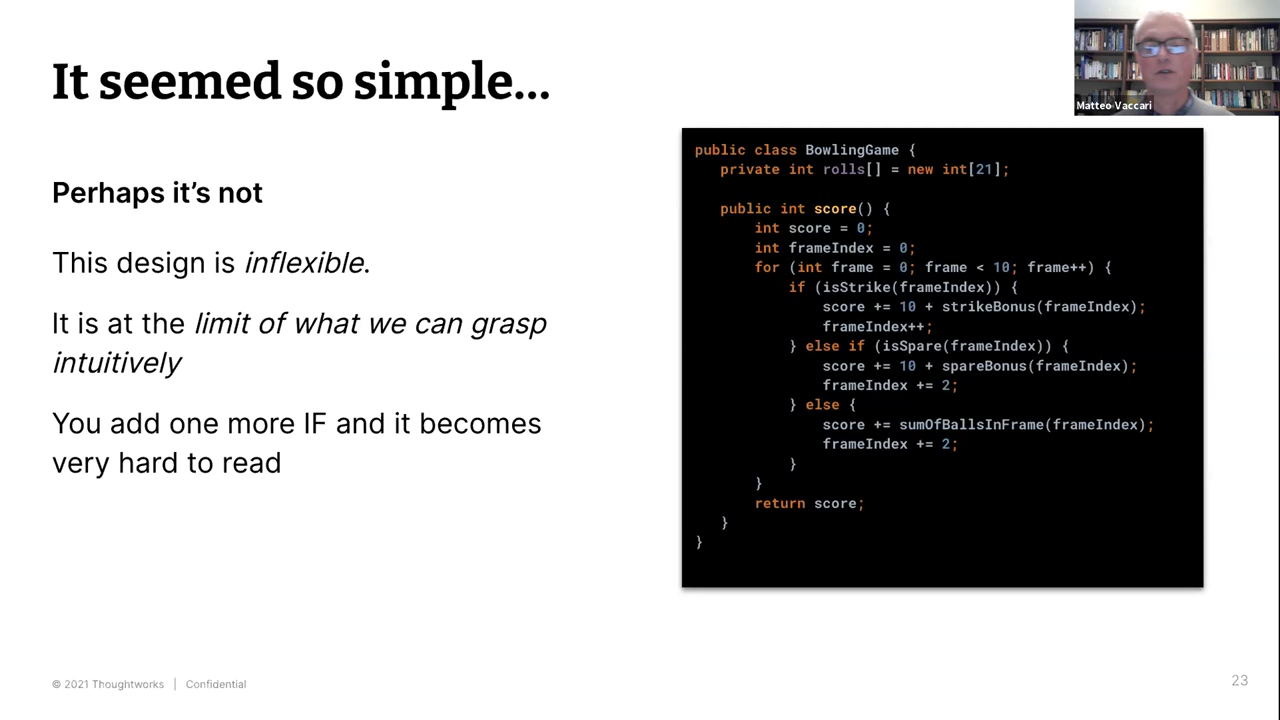 It seemed so simple...
Matteo Vaccari
Perhaps it's not
This design is inflexible.
It is at the limit of what we can grasp
intuitively
You add one more IF and it becomes
very hard to read
public class BowlingGame {
   private int rolls[] = new int[21];

   public int score() {
       int score = 0;
       int frameIndex = 0;
       for (int frame = 0; frame < 10; frame++) {
           if (isStrike(frameIndex)) {
               score += 10 + strikeBonus(frameIndex);
               frameIndex++;
           } else if (isSpare(frameIndex)) {
               score += 10 + spareBonus(frameIndex);
               frameIndex += 2;
           } else {
               score += sumOfBallsInFrame(frameIndex);
               frameIndex += 2;
           }
       }
       return score;
   }
}
© 2021 Thoughtworks | Confidential
23